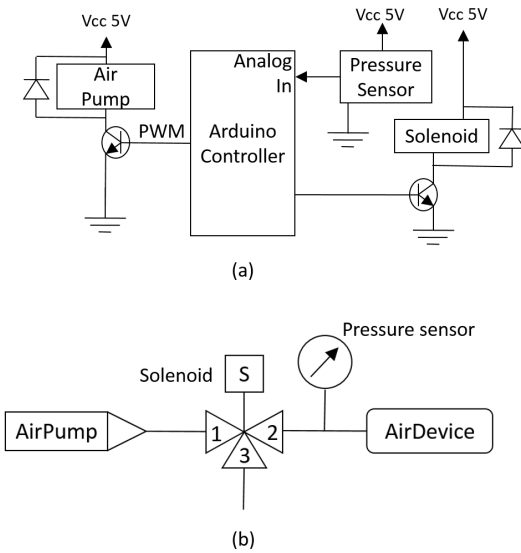 Vcc 5V
Air
Pump
PWM
Analog
In
Arduino
Controller
Vcc 5V
Pressure
Sensor
Vcc 5V
Solenoid
(a)
Pressure sensor
Solenoid
S
AirPump
1
2
3
AirDevice
(b)